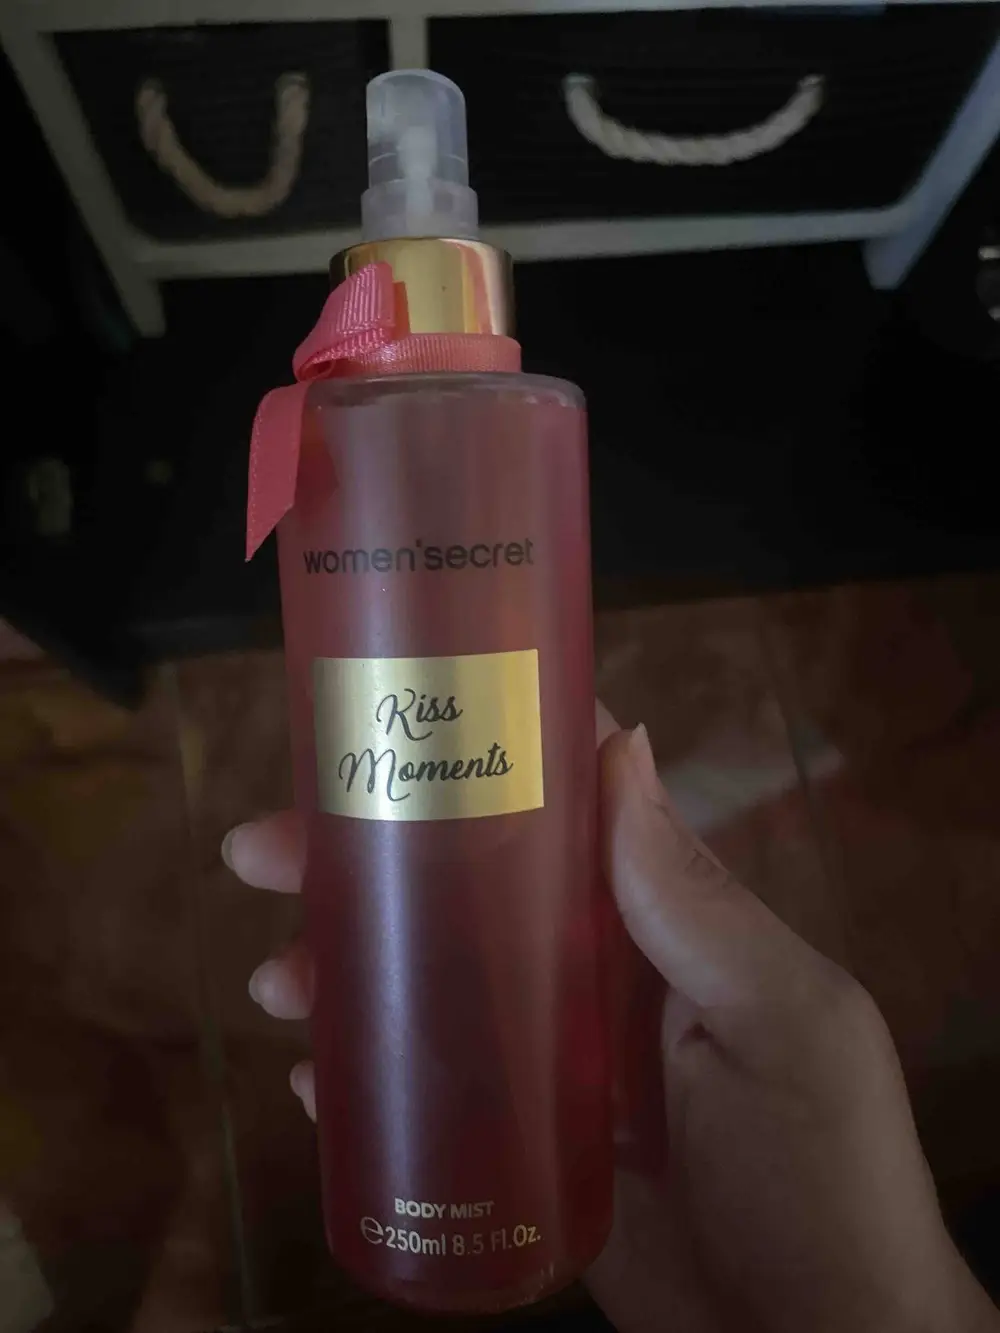 women'secret
Kiss
Moments
BODY MIST
℮250ml 8.5 Fl.Oz.